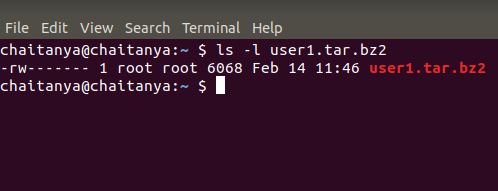 File Edit View Search Terminal Help
chaitanya@chaitanya:~ $ ls -l user1.tar.bz2
-rw------- 1 root root 6068 Feb 14 11:46 user1.tar.bz2
chaitanya@chaitanya:~ $